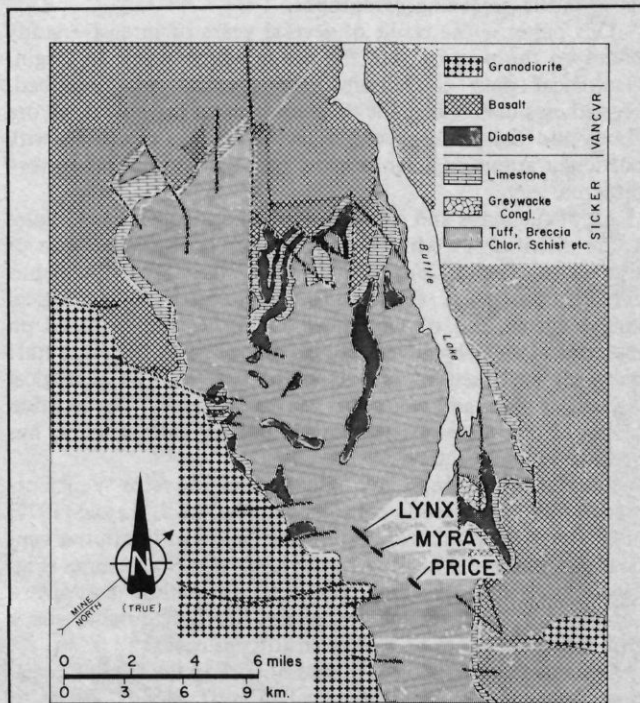 Granodiorite
Basalt
Diabase
VANCVR
Limestone
Greywacke
Congl.
Tuff, Breccia
Chlor. Schist etc.
SICKER
Buttle
Lake
LYNX
MYRA
PRICE
N
(TRUE)
MINE
NORTH
0 2 4 6 miles
0 3 6 9 km.